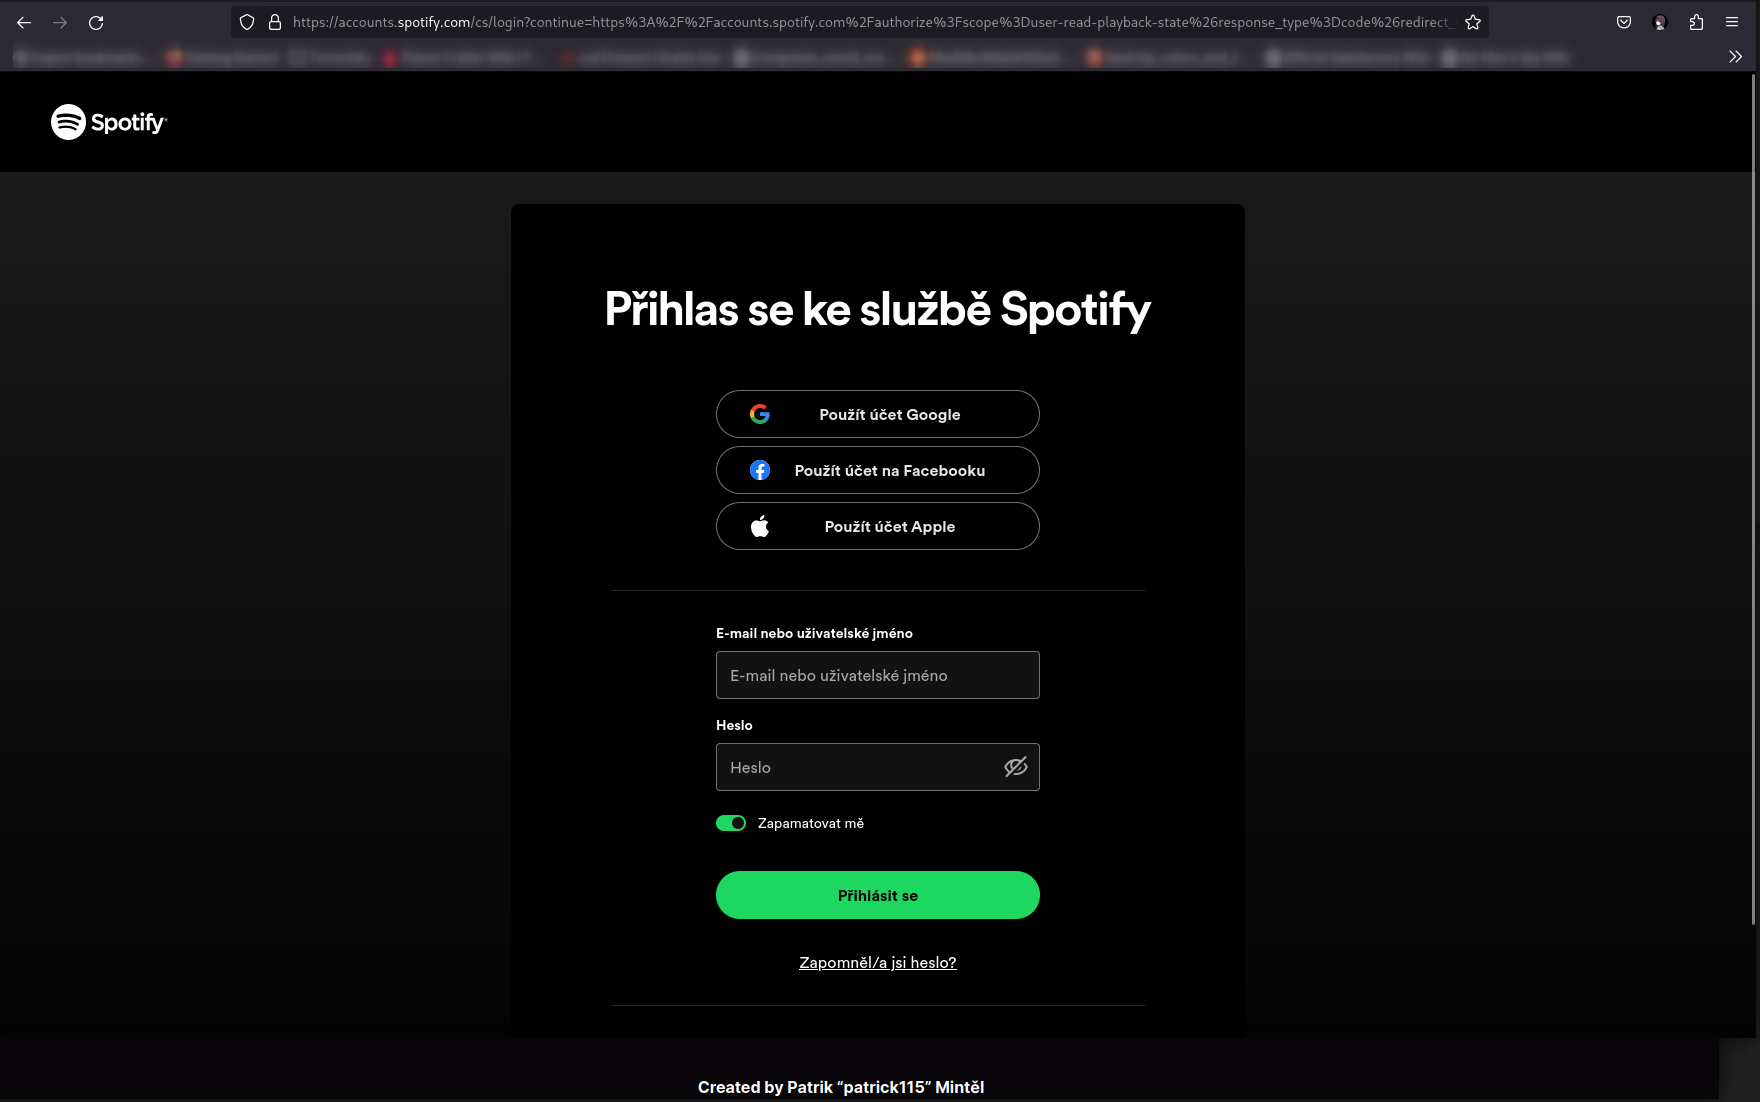 https://accounts.spotify.com/cs/login?continue=https%3A%2F%2Faccounts.spotify.com%2Fauthorize%3Fscope%3Duser-read-playback-state%26response_type%3Dcode%26redirect_
Spotify
Přihlas se ke službě Spotify
Použít účet Google
Použít účet na Facebooku
Použít účet Apple
E-mail nebo uživatelské jméno
E-mail nebo uživatelské jméno
Heslo
Heslo
Zapamatovat mě
Přihlásit se
Zapomněl/a jsi heslo?
Created by Patrik “patrick115” Mintěl